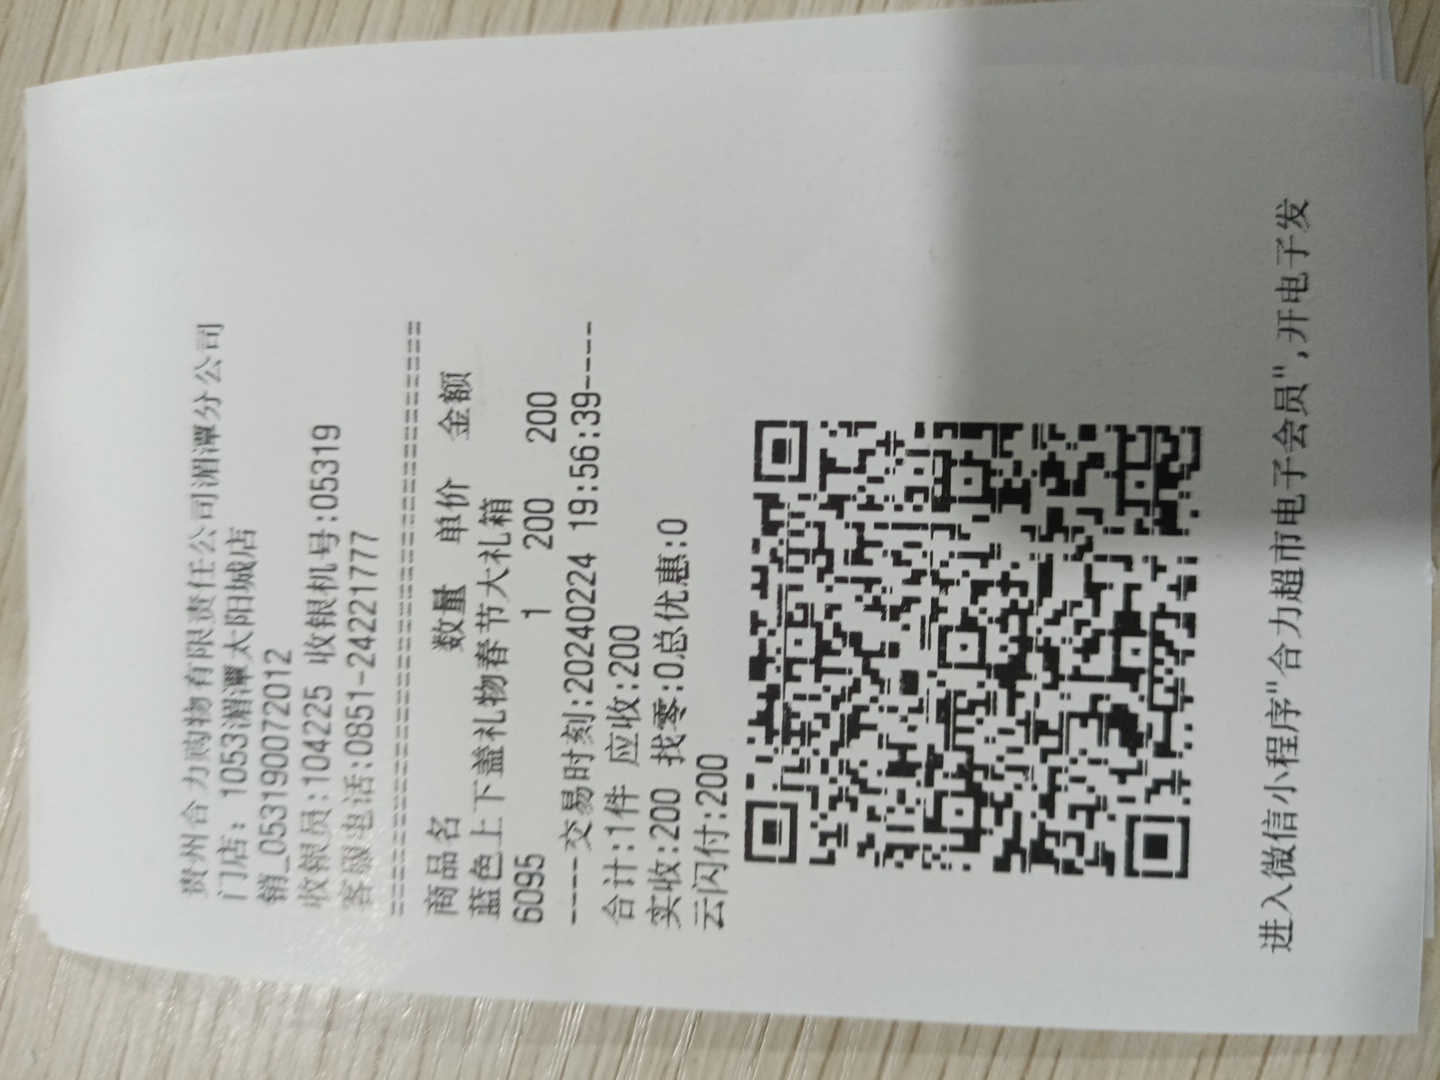 贵州合力购物有限责任公司湄潭分公司
门店: 1053湄潭太阳城店
销_053190072012
收银员:104225 收银机号:05319
客服电话:0851-24221777
========================================
商品名 数量 单价 金额
蓝色上下盖礼物春节大礼箱
6095 1 200 200
----交易时刻:20240224 19:56:39----
合计:1件 应收:200
实收:200 找零:0总优惠:0
云闪付:200
进入微信小程序"合力超市电子会员",开电子发